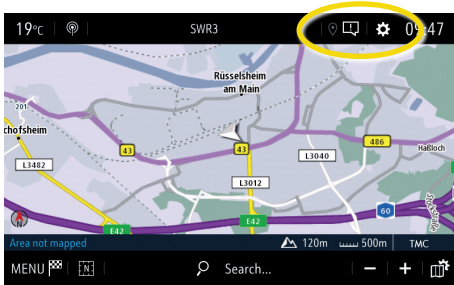 19°C SWR3 09:47
Rüsselsheim
am Main
201
chofsheim
43
43
486
Haßloch
L3482
L3040
L3012
60
E42
E42
Area not mapped 120m 500m TMC
MENU N Search... − +